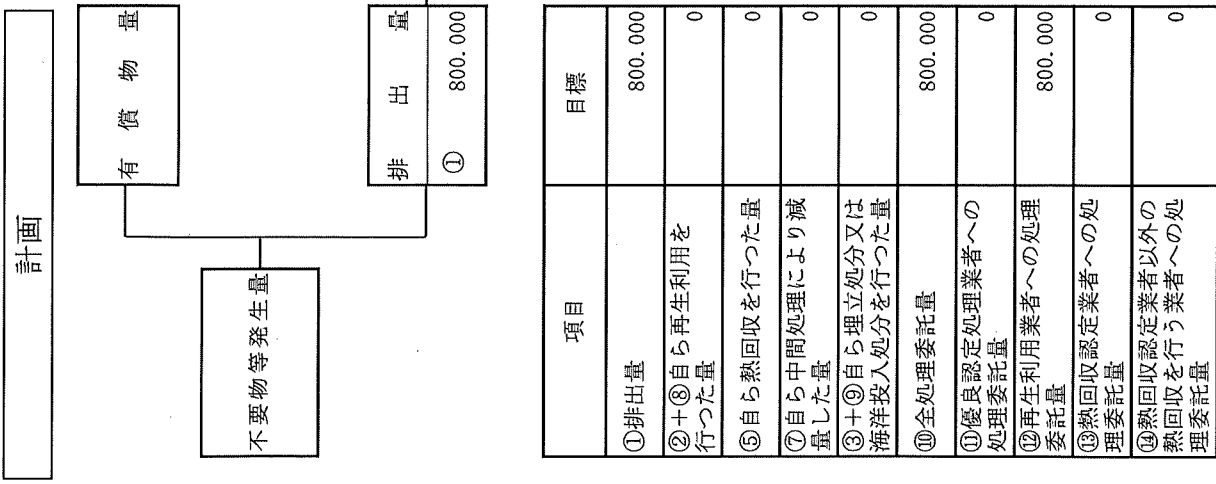 計画
有償物量
不要物等発生量
排出量
① 800.000
項目 目標
①排出量 800.000
②+⑧自ら再生利用を
行つた量 0
⑤自ら熱回収を行つた量 0
⑦自ら中間処理により減
量した量 0
③+⑨自ら埋立処分又は
海洋投入処分を行つた量 0
⑩全処理委託量 800.000
⑪優良認定処理業者への
処理委託量 0
⑫再生利用業者への処理
委託量 800.000
⑬熱回収認定業者への処
理委託量 0
⑭熱回収認定業者以外の
熱回収を行う業者への処
理委託量 0